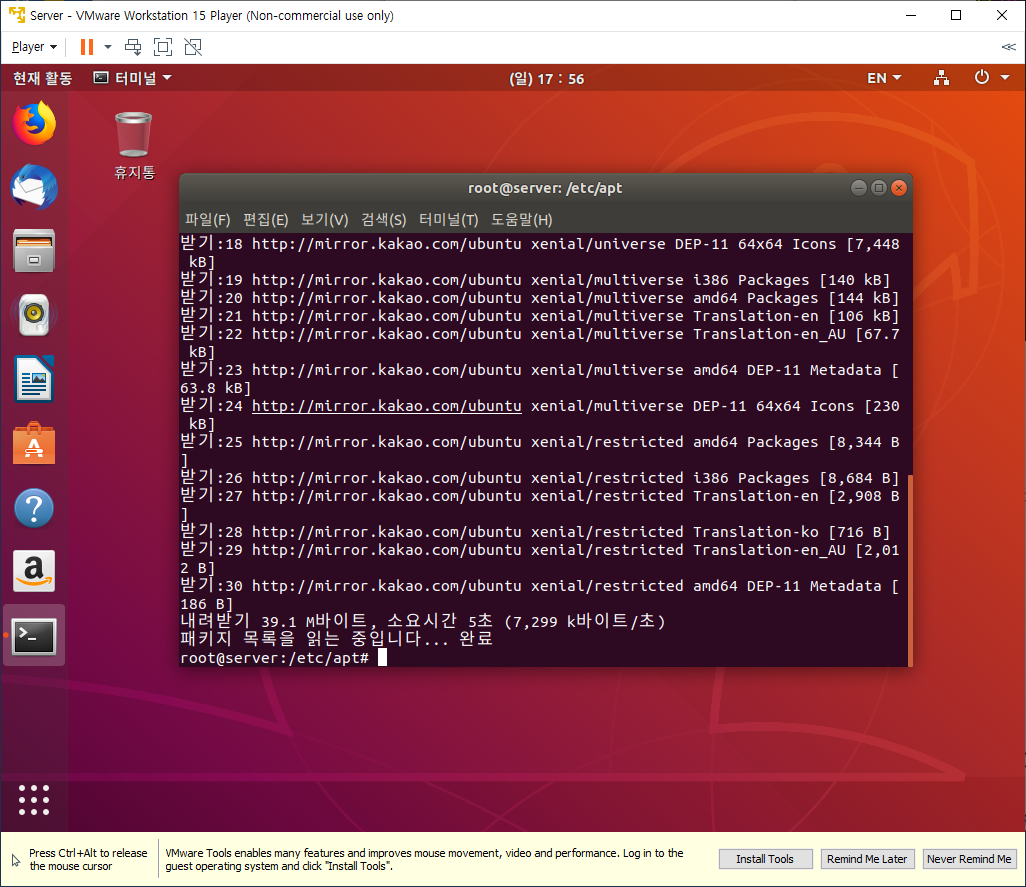 Server - VMware Workstation 15 Player (Non-commercial use only)
Player
현재 활동 터미널 (일) 17 : 56 EN
휴지통
root@server: /etc/apt
파일(F) 편집(E) 보기(V) 검색(S) 터미널(T) 도움말(H)
받기:18 http://mirror.kakao.com/ubuntu xenial/universe DEP-11 64x64 Icons [7,448
kB]
받기:19 http://mirror.kakao.com/ubuntu xenial/multiverse i386 Packages [140 kB]
받기:20 http://mirror.kakao.com/ubuntu xenial/multiverse amd64 Packages [144 kB]
받기:21 http://mirror.kakao.com/ubuntu xenial/multiverse Translation-en [106 kB]
받기:22 http://mirror.kakao.com/ubuntu xenial/multiverse Translation-en_AU [67.7
kB]
받기:23 http://mirror.kakao.com/ubuntu xenial/multiverse amd64 DEP-11 Metadata [
63.8 kB]
받기:24 http://mirror.kakao.com/ubuntu xenial/multiverse DEP-11 64x64 Icons [230
kB]
받기:25 http://mirror.kakao.com/ubuntu xenial/restricted amd64 Packages [8,344 B
]
받기:26 http://mirror.kakao.com/ubuntu xenial/restricted i386 Packages [8,684 B]
받기:27 http://mirror.kakao.com/ubuntu xenial/restricted Translation-en [2,908 B
]
받기:28 http://mirror.kakao.com/ubuntu xenial/restricted Translation-ko [716 B]
받기:29 http://mirror.kakao.com/ubuntu xenial/restricted Translation-en_AU [2,01
2 B]
받기:30 http://mirror.kakao.com/ubuntu xenial/restricted amd64 DEP-11 Metadata [
186 B]
내려받기 39.1 M바이트, 소요시간 5초 (7,299 k바이트/초)
패키지 목록을 읽는 중입니다... 완료
root@server:/etc/apt#
Press Ctrl+Alt to release
the mouse cursor
VMware Tools enables many features and improves mouse movement, video and performance. Log in to the
guest operating system and click "Install Tools".
Install Tools Remind Me Later Never Remind Me